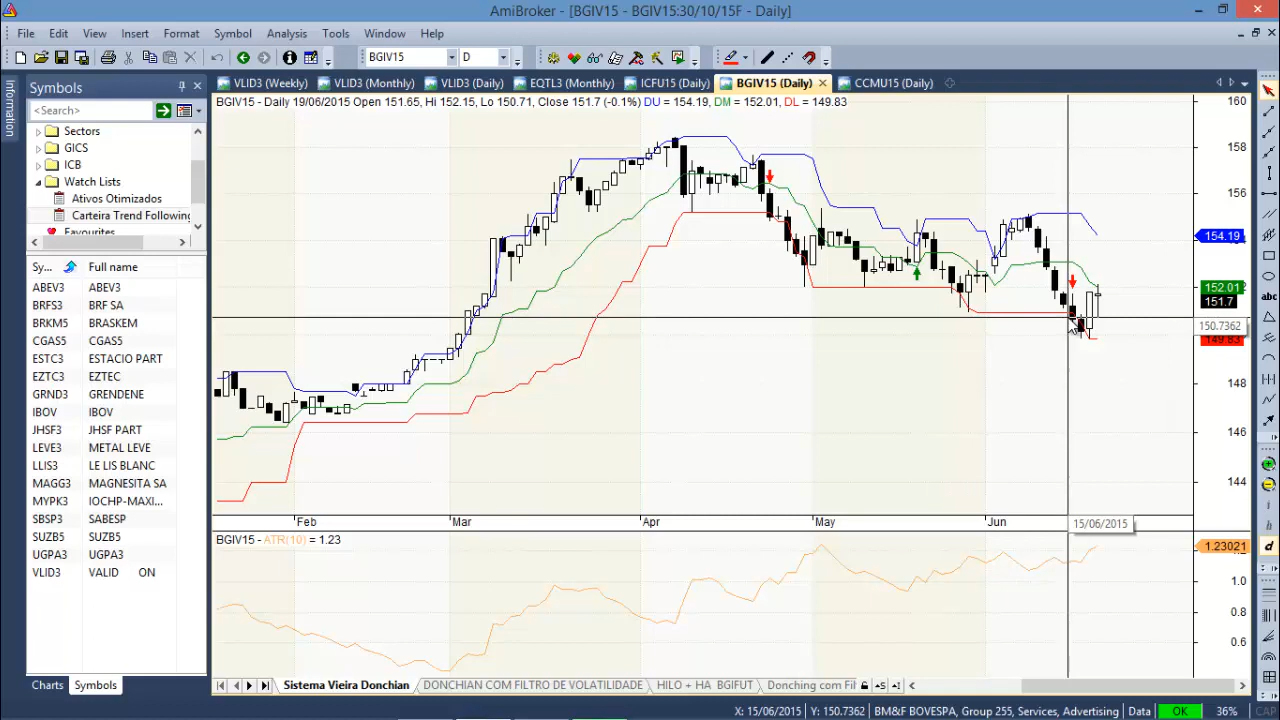 AmiBroker - [BGIV15 - BGIV15:30/10/15F - Daily]
File Edit View Insert Format Symbol Analysis Tools Window Help
BGIV15 D
Information
Symbols
<Search>
Sectors
GICS
ICB
Watch Lists
Ativos Otimizados
Carteira Trend Following
Favourites
Sy... Full name
ABEV3 ABEV3
BRFS3 BRF SA
BRKM5 BRASKEM
CGAS5 CGAS5
ESTC3 ESTACIO PART
EZTC3 EZTEC
GRND3 GRENDENE
IBOV IBOV
JHSF3 JHSF PART
LEVE3 METAL LEVE
LLIS3 LE LIS BLANC
MAGG3 MAGNESITA SA
MYPK3 IOCHP-MAXI...
SBSP3 SABESP
SUZB5 SUZB5
UGPA3 UGPA3
VLID3 VALID ON
Charts Symbols
VLID3 (Weekly) VLID3 (Monthly) VLID3 (Daily) EQTL3 (Monthly) ICFU15 (Daily) BGIV15 (Daily) CCMU15 (Daily)
BGIV15 - Daily 19/06/2015 Open 151.65, Hi 152.15, Lo 150.71, Close 151.7 (-0.1%) DU = 154.19, DM = 152.01, DL = 149.83
160
158
156
154.19
152.01
151.7
150.7362
149.83
148
146
144
Feb Mar Apr May Jun
15/06/2015
BGIV15 - ATR(10) = 1.23
1.23021
1.0
0.8
0.6
abc
Sistema Vieira Donchian DONCHIAN COM FILTRO DE VOLATILIDADE HILO + HA BGIFUT Donching com Fil
X: 15/06/2015 Y: 150.7362 BM&F BOVESPA, Group 255, Services, Advertising Data OK 36% CAP